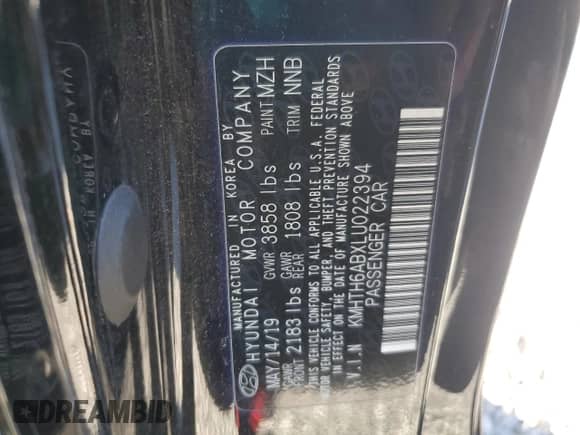 MANUFACTURED IN KOREA BY
HYUNDAI MOTOR COMPANY
MAY/14/19 GVWR 3858 lbs PAINT MZH
GAWR FRONT 2183 lbs GAWR REAR 1808 lbs TRIM NNB
THIS VEHICLE CONFORMS TO ALL APPLICABLE U.S.A. FEDERAL
MOTOR VEHICLE SAFETY, BUMPER, AND THEFT PREVENTION STANDARDS
IN EFFECT ON THE DATE OF MANUFACTURE SHOWN ABOVE
V.I.N KMHTH6ABXLU022394
PASSENGER CAR
DREAMBID